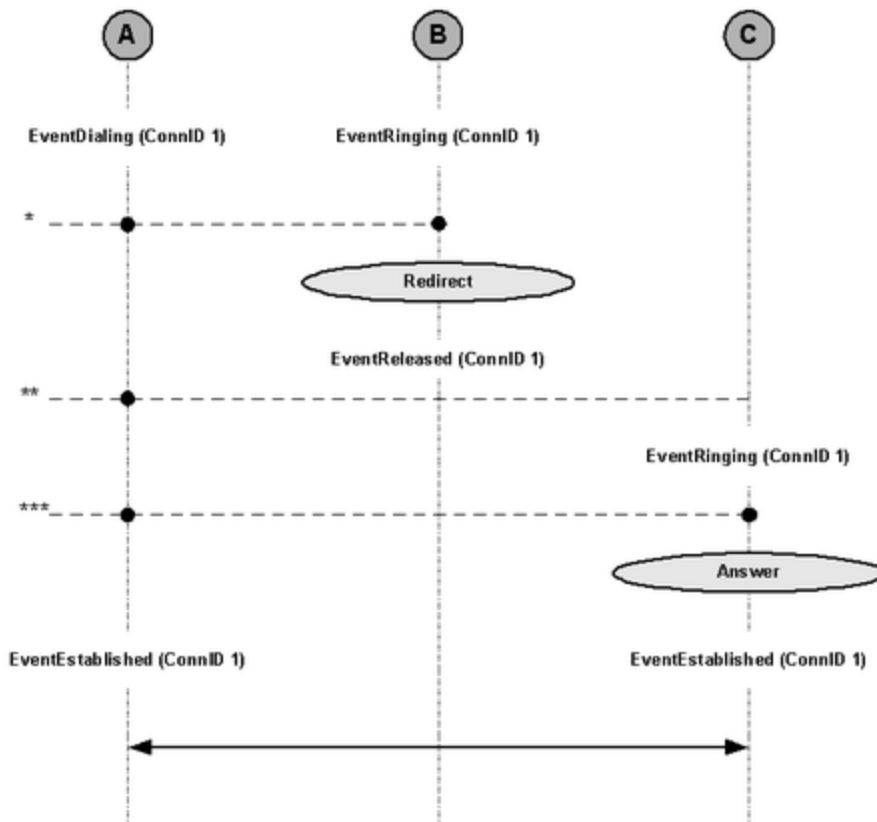 A B C
EventDialing (ConnID 1) EventRinging (ConnID 1)
*
Redirect
EventReleased (ConnID 1)
**
EventRinging (ConnID 1)
***
Answer
EventEstablished (ConnID 1) EventEstablished (ConnID 1)